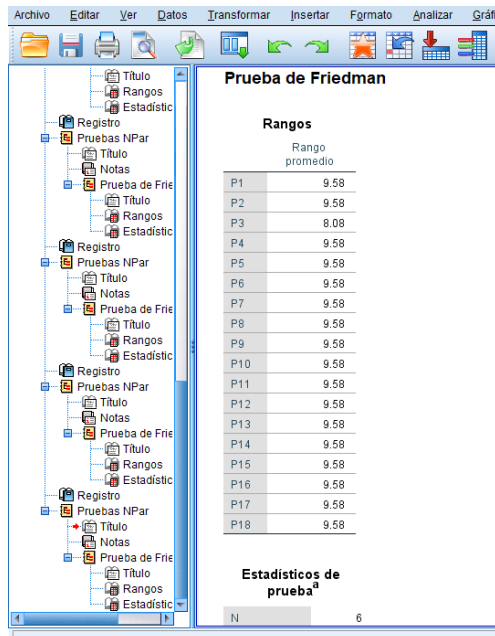 Archivo Editar Ver Datos Transformar Insertar Formato Analizar Gráf
Título
Rangos
Estadístic
Registro
Pruebas NPar
Título
Notas
Prueba de Frie
Título
Rangos
Estadístic
Registro
Pruebas NPar
Título
Notas
Prueba de Frie
Título
Rangos
Estadístic
Registro
Pruebas NPar
Título
Notas
Prueba de Frie
Título
Rangos
Estadístic
Registro
Pruebas NPar
Título
Notas
Prueba de Frie
Título
Rangos
Estadístic
Prueba de Friedman
Rangos
Rango
promedio
P1 9.58
P2 9.58
P3 8.08
P4 9.58
P5 9.58
P6 9.58
P7 9.58
P8 9.58
P9 9.58
P10 9.58
P11 9.58
P12 9.58
P13 9.58
P14 9.58
P15 9.58
P16 9.58
P17 9.58
P18 9.58
Estadísticos de
prueba^a
N 6